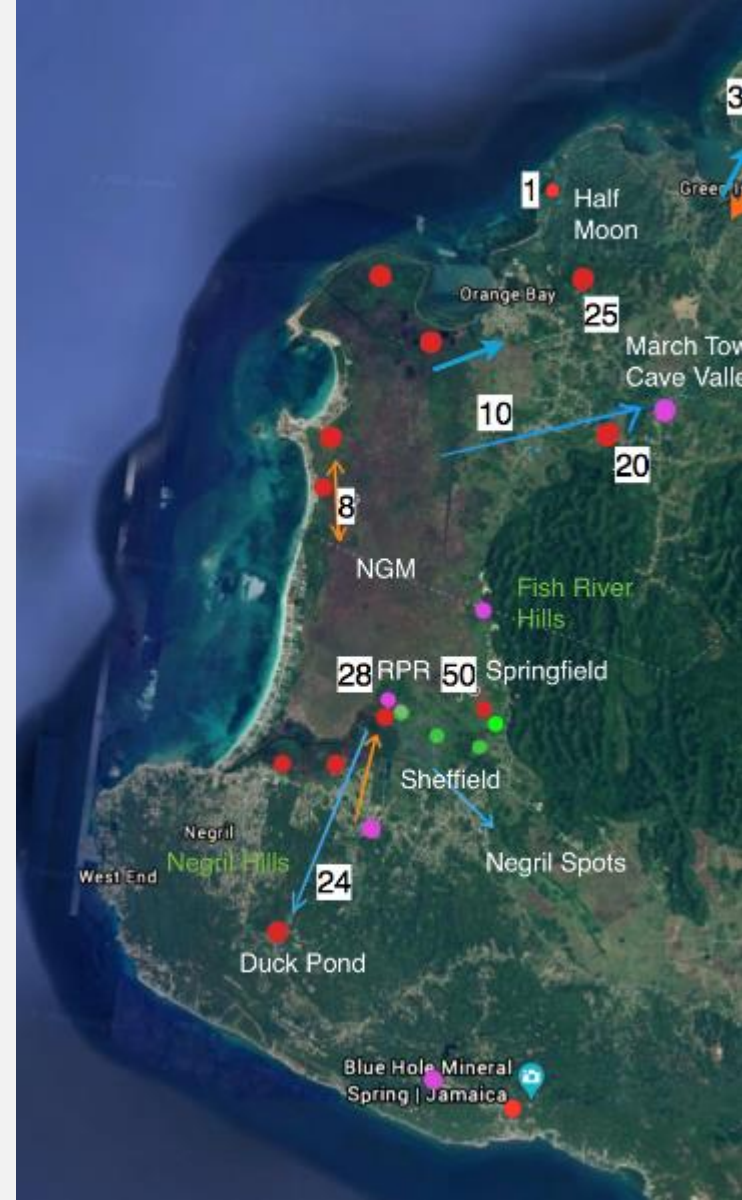 3
1
Half
Moon
Orange Bay
25
March Tow
Cave Valle
10
20
8
NGM
Fish River
Hills
28 RPR 50 Springfield
Sheffield
Negril
Negril Hills
West End
Negril Spots
24
Duck Pond
Blue Hole Mineral
Spring | Jamaica